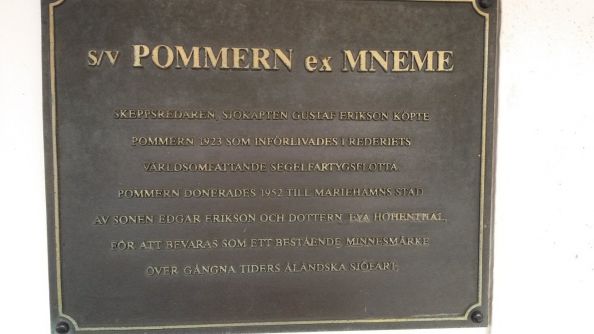 S/V POMMERN ex MNEME
SKEPPSREDAREN, SJÖKAPTEN GUSTAF ERIKSON KÖPTE
POMMERN 1923 SOM INFÖRLIVADES I REDERIETS
VÄRLDSOMFATTANDE SEGELFARTYGSFLOTTA.
POMMERN DONERADES 1952 TILL MARIEHAMNS STAD
AV SONEN EDGAR ERIKSON OCH DOTTERN EVA HOHENTHAL,
FÖR ATT BEVARAS SOM ETT BESTÅENDE MINNESMÄRKE
ÖVER GÅNGNA TIDERS ÅLÄNDSKA SJÖFART.